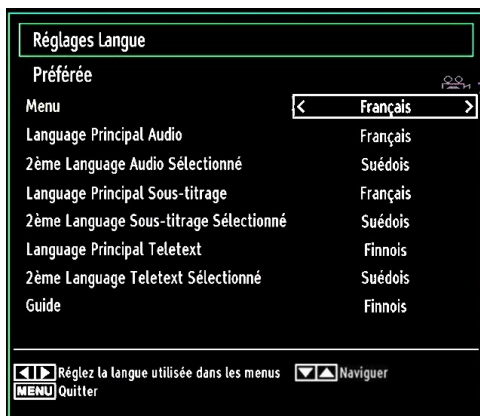 Réglages Langue
Préférée
Menu < Français >
Language Principal Audio Français
2ème Language Audio Sélectionné Suédois
Language Principal Sous-titrage Français
2ème Language Sous-titrage Sélectionné Suédois
Language Principal Teletext Finnois
2ème Language Teletext Sélectionné Suédois
Guide Finnois
Réglez la langue utilisée dans les menus Naviguer
MENU Quitter